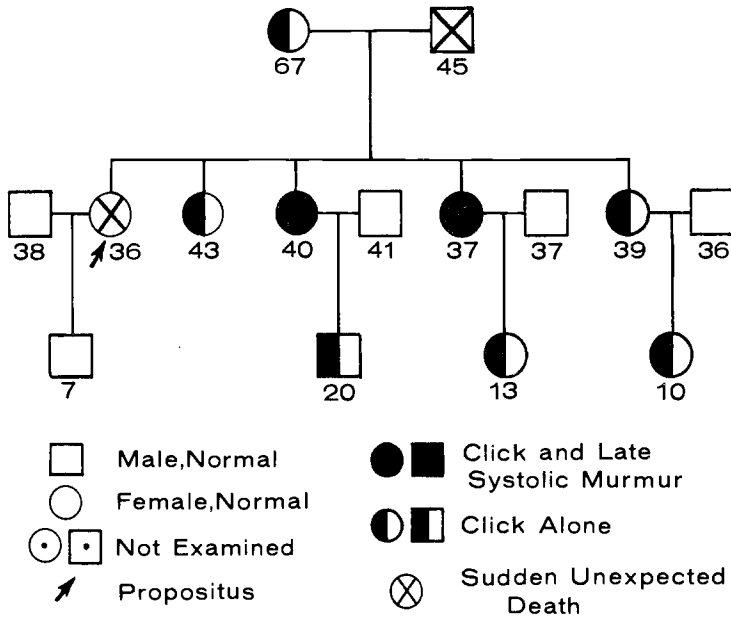 67 45
38 36 43 40 41 37 37 39 36
7 20 13 10
Male,Normal
Female,Normal
Not Examined
Propositus
Click and Late
Systolic Murmur
Click Alone
Sudden Unexpected
Death